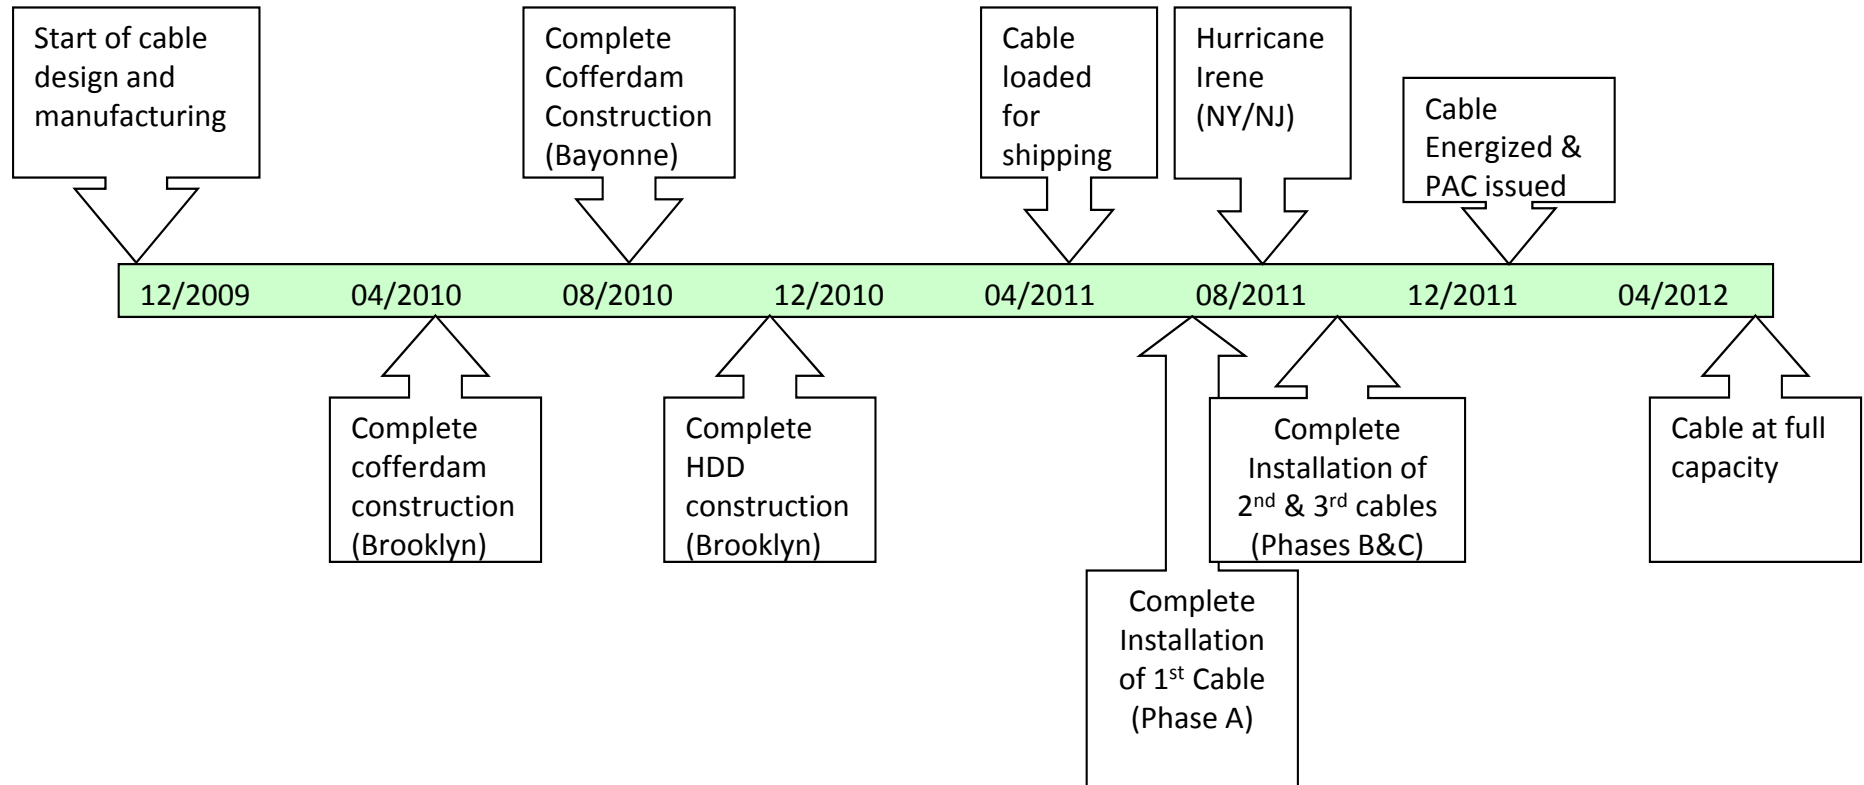 Start of cable
design and
manufacturing
Complete
Cofferdam
Construction
(Bayonne)
Cable
loaded
for
shipping
Hurricane
Irene
(NY/NJ)
Cable
Energized &
PAC issued
12/2009 04/2010 08/2010 12/2010 04/2011 08/2011 12/2011 04/2012
Complete
cofferdam
construction
(Brooklyn)
Complete
HDD
construction
(Brooklyn)
Complete
Installation
of 1st Cable
(Phase A)
Complete
Installation of
2nd & 3rd cables
(Phases B&C)
Cable at full
capacity